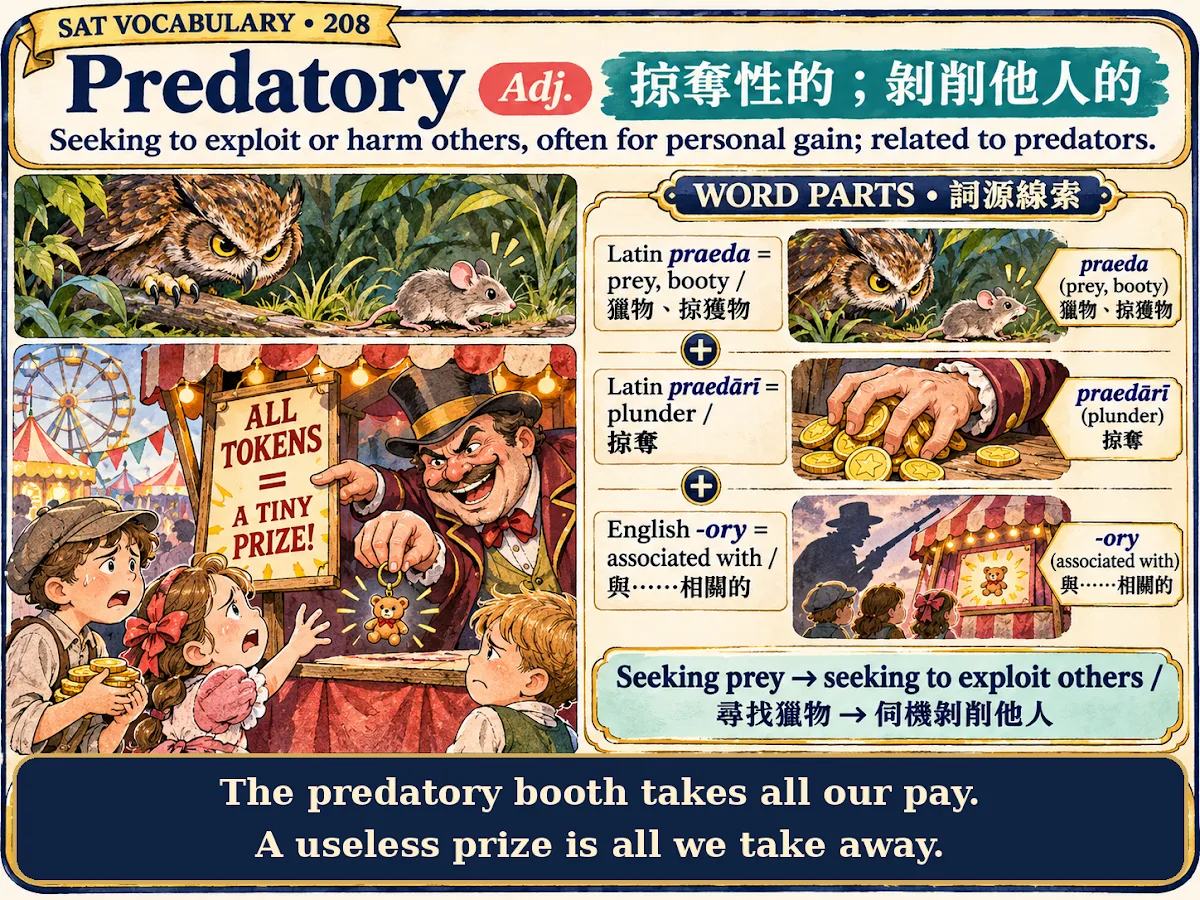 SAT VOCABULARY • 208
Predatory
Adj.
掠奪性的；剝削他人的
Seeking to exploit or harm others, often for personal gain; related to predators.
ALL
TOKENS
=
A TINY
PRIZE!
WORD PARTS • 詞源線索
Latin praeda =
prey, booty /
獵物、掠獲物
praeda
(prey, booty)
獵物、掠獲物
+
Latin praedārī =
plunder /
掠奪
praedārī
(plunder)
掠奪
+
English -ory =
associated with /
與……相關的
-ory
(associated with)
與……相關的
Seeking prey → seeking to exploit others /
尋找獵物 → 伺機剝削他人
The predatory booth takes all our pay.
A useless prize is all we take away.